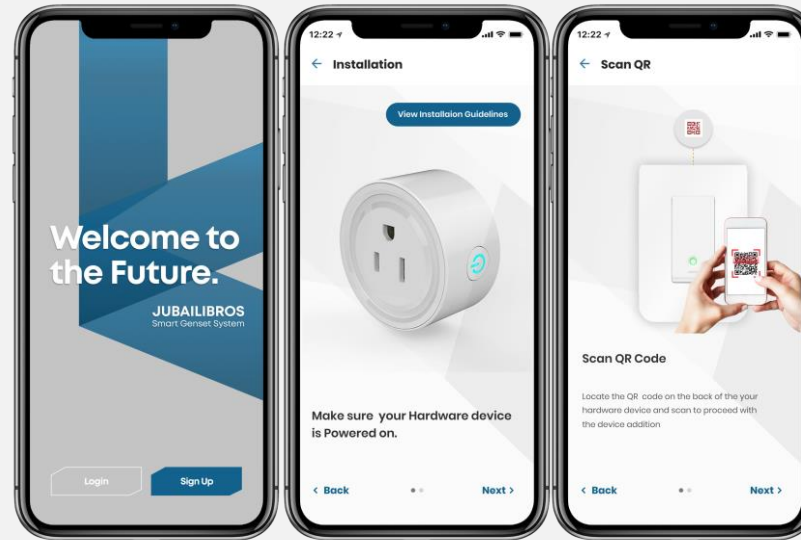 Welcome to
the Future.
JUBAILIBROS
Smart Genset System
Login
Sign Up
12:22
Installation
View Installaion Guidelines
Make sure your Hardware device
is Powered on.
< Back
Next >
12:22
Scan QR
Scan QR Code
Locate the QR code on the back of the your
hardware device and scan to proceed with
the device addition
< Back
Next >